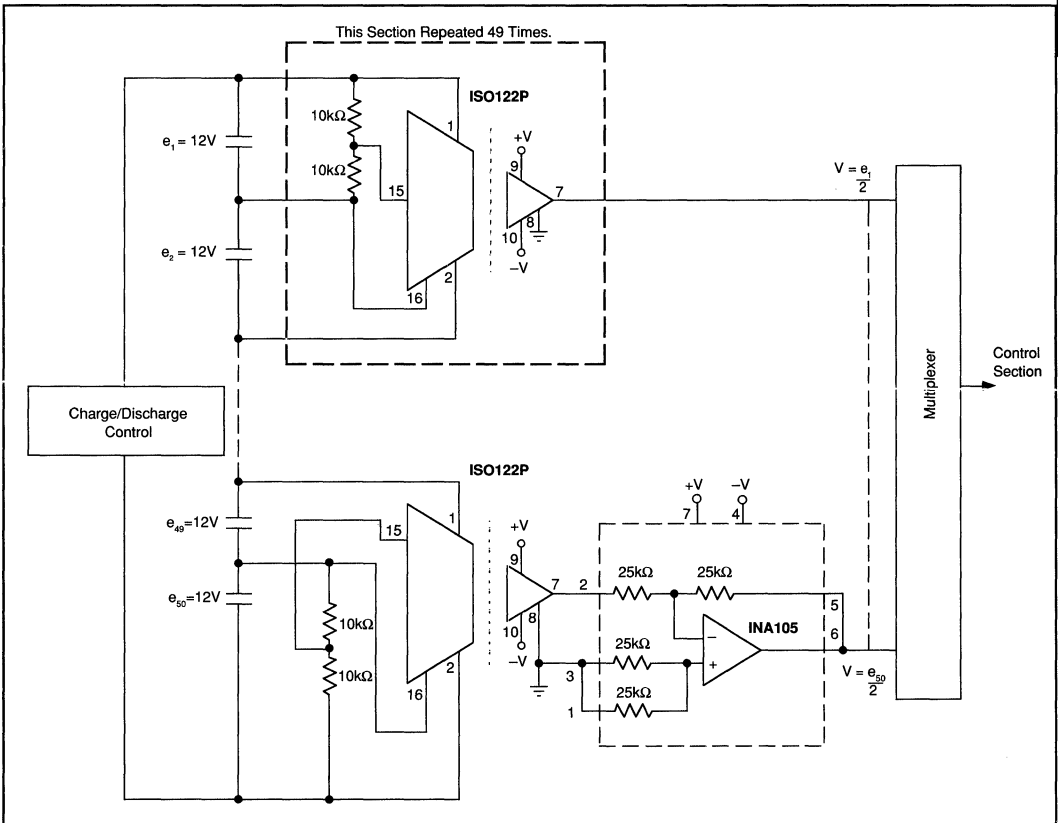 This Section Repeated 49 Times.
ISO122P
10kΩ
10kΩ
e₁ = 12V
e₂ = 12V
1
15
2
16
+V
9
7
8
10
–V
V = e₁
2
Multiplexer
Control
Section
Charge/Discharge
Control
ISO122P
e₄₉=12V
e₅₀=12V
10kΩ
10kΩ
15
1
2
16
+V
9
7
8
10
–V
2
3
1
+V
7
–V
4
25kΩ
25kΩ
25kΩ
25kΩ
INA105
–
+
5
6
V = e₅₀
2